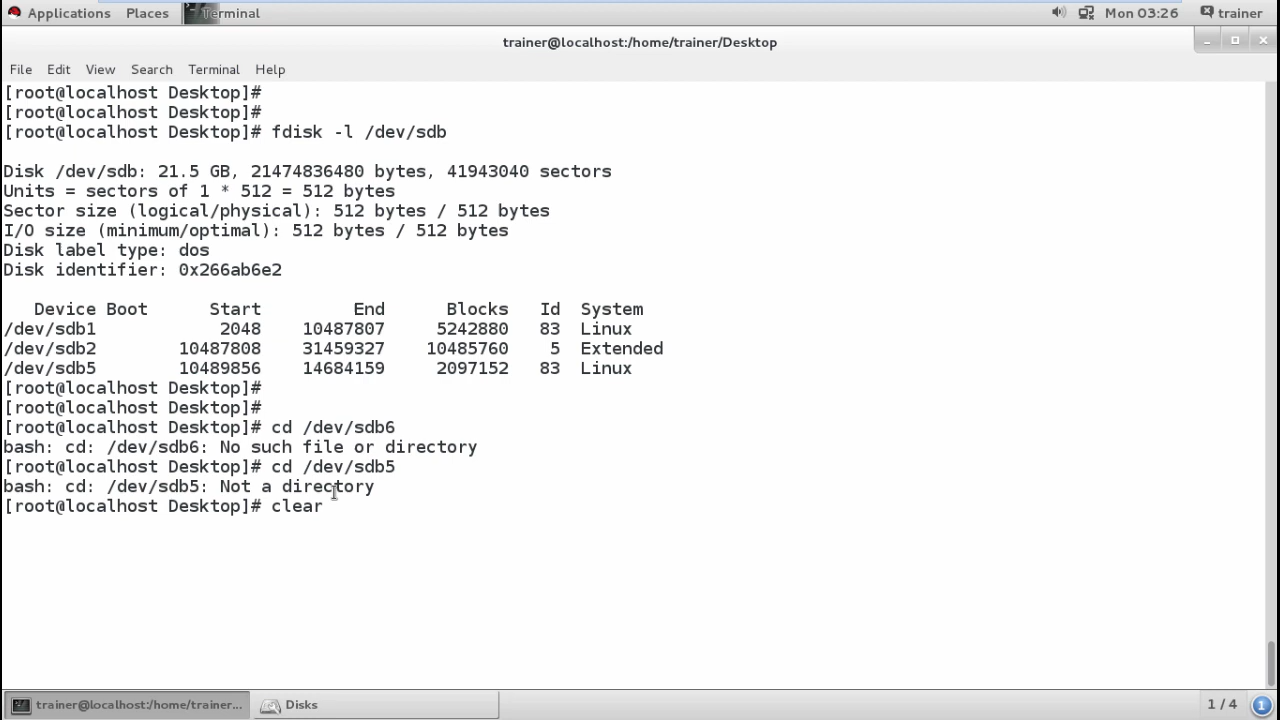 Applications Places Terminal Mon 03:26 trainer
trainer@localhost:/home/trainer/Desktop
File Edit View Search Terminal Help
[root@localhost Desktop]#
[root@localhost Desktop]#
[root@localhost Desktop]# fdisk -l /dev/sdb
Disk /dev/sdb: 21.5 GB, 21474836480 bytes, 41943040 sectors
Units = sectors of 1 * 512 = 512 bytes
Sector size (logical/physical): 512 bytes / 512 bytes
I/O size (minimum/optimal): 512 bytes / 512 bytes
Disk label type: dos
Disk identifier: 0x266ab6e2
Device Boot Start End Blocks Id System
/dev/sdb1 2048 10487807 5242880 83 Linux
/dev/sdb2 10487808 31459327 10485760 5 Extended
/dev/sdb5 10489856 14684159 2097152 83 Linux
[root@localhost Desktop]#
[root@localhost Desktop]#
[root@localhost Desktop]# cd /dev/sdb6
bash: cd: /dev/sdb6: No such file or directory
[root@localhost Desktop]# cd /dev/sdb5
bash: cd: /dev/sdb5: Not a directory
[root@localhost Desktop]# clear
trainer@localhost:/home/trainer... Disks 1 / 4 1